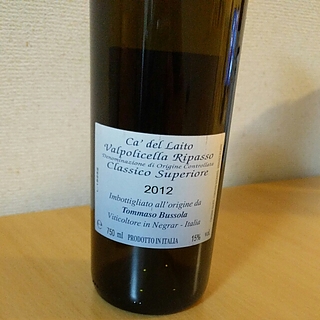 Ca' del Laito
Valpolicella Ripasso
Denominazione di Origine Controllata
Classico Superiore
2012
Imbottigliato all'origine da
Tommaso Bussola
Viticoltore in Negrar - Italia
e 750 ml PRODOTTO IN ITALIA 15% vol.